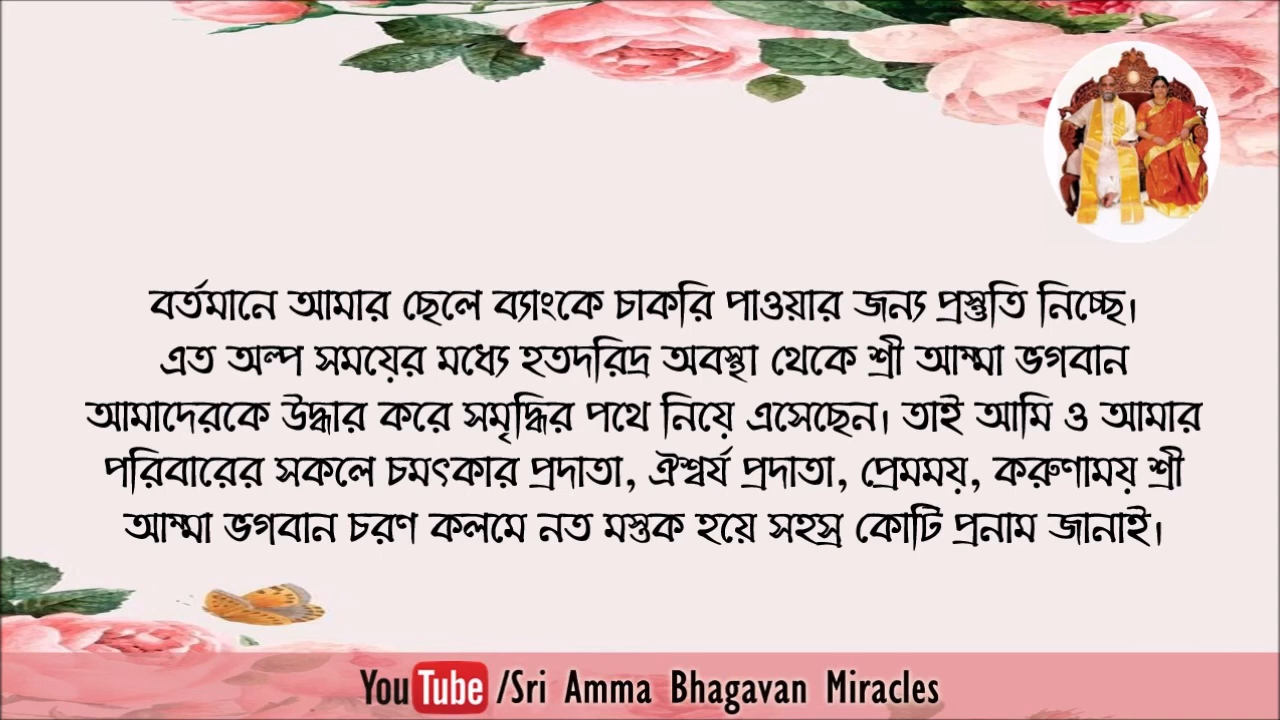 বর্তমানে আমার ছেলে ব্যাংকে চাকরি পাওয়ার জন্য প্রস্তুতি নিচ্ছে।
এত অল্প সময়ের মধ্যে হতদরিদ্র অবস্থা থেকে শ্রী আম্মা ভগবান
আমাদেরকে উদ্ধার করে সমৃদ্ধির পথে নিয়ে এসেছেন। তাই আমি ও আমার
পরিবারের সকলে চমৎকার প্রদাতা, ঐশ্বর্য প্রদাতা, প্রেমময়, করুণাময় শ্রী
আম্মা ভগবান চরণ কলমে নত মস্তক হয়ে সহস্র কোটি প্রনাম জানাই।
YouTube /Sri Amma Bhagavan Miracles